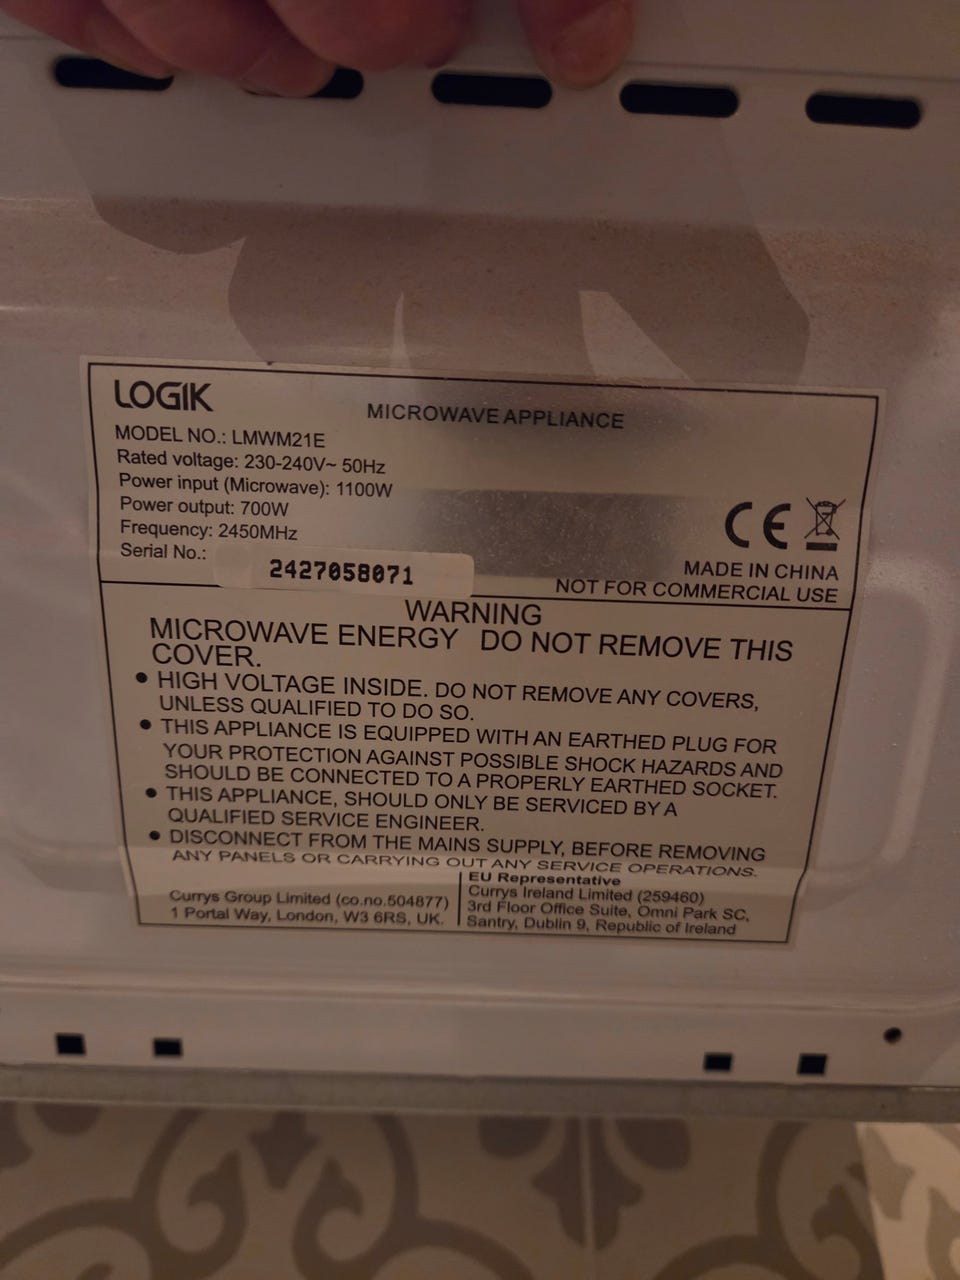 LOGIK
MICROWAVE APPLIANCE
MODEL NO.: LMWM21E
Rated voltage: 230-240V~ 50Hz
Power input (Microwave): 1100W
Power output: 700W
Frequency: 2450MHz
Serial No.:
2427058071
CE
MADE IN CHINA
NOT FOR COMMERCIAL USE
WARNING
MICROWAVE ENERGY DO NOT REMOVE THIS
COVER.
● HIGH VOLTAGE INSIDE. DO NOT REMOVE ANY COVERS,
UNLESS QUALIFIED TO DO SO.
● THIS APPLIANCE IS EQUIPPED WITH AN EARTHED PLUG FOR
YOUR PROTECTION AGAINST POSSIBLE SHOCK HAZARDS AND
SHOULD BE CONNECTED TO A PROPERLY EARTHED SOCKET.
● THIS APPLIANCE, SHOULD ONLY BE SERVICED BY A
QUALIFIED SERVICE ENGINEER.
● DISCONNECT FROM THE MAINS SUPPLY, BEFORE REMOVING
ANY PANELS OR CARRYING OUT ANY SERVICE OPERATIONS.
Currys Group Limited (co.no.504877)
1 Portal Way, London, W3 6RS, UK.
EU Representative
Currys Ireland Limited (259460)
3rd Floor Office Suite, Omni Park SC,
Santry, Dublin 9, Republic of Ireland